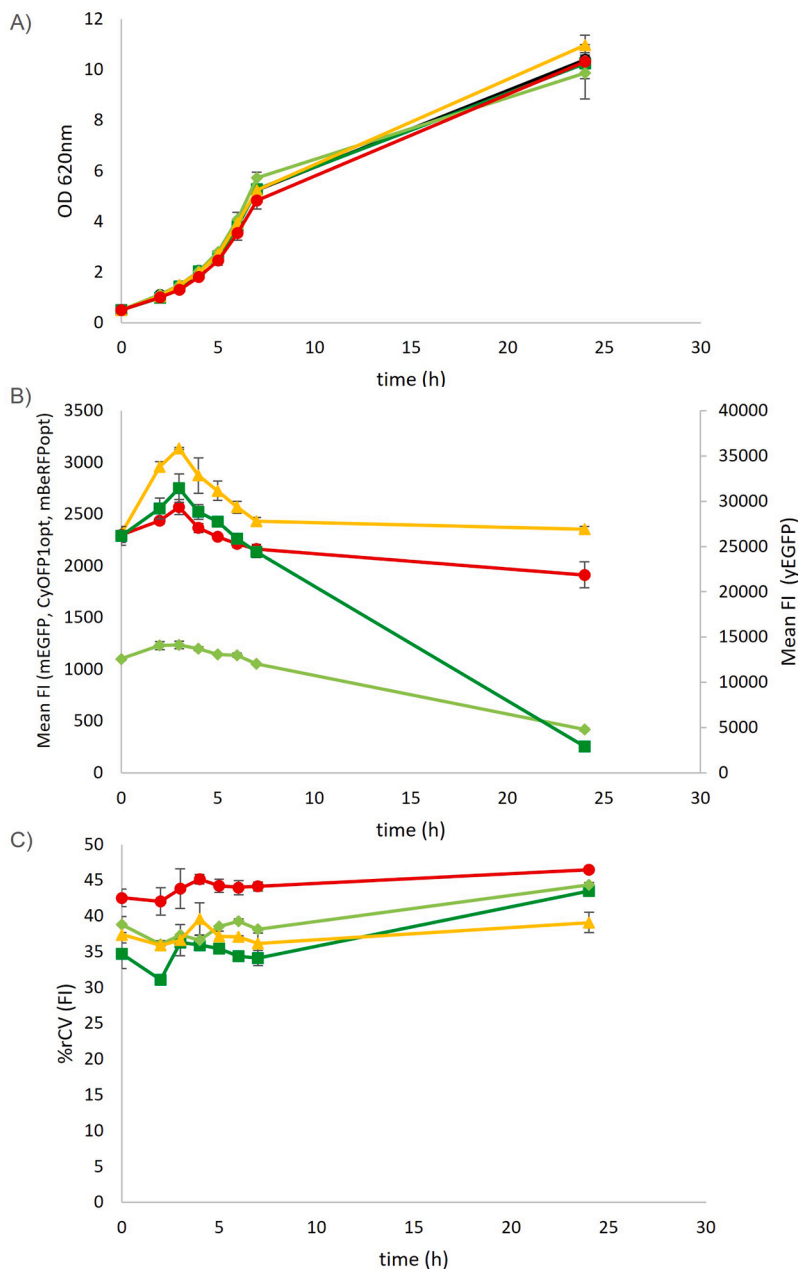 A)
12
10
8
6
4
2
0
OD 620nm
0 5 10 15 20 25 30
time (h)
B)
3500
3000
2500
2000
1500
1000
500
0
Mean FI (mEGFP, CyOFP1opt, mBeRFPopt)
40000
35000
30000
25000
20000
15000
10000
5000
0
Mean FI (yEGFP)
0 5 10 15 20 25 30
time (h)
C)
50
45
40
35
30
25
20
15
10
5
0
%rCV (FI)
0 5 10 15 20 25 30
time (h)